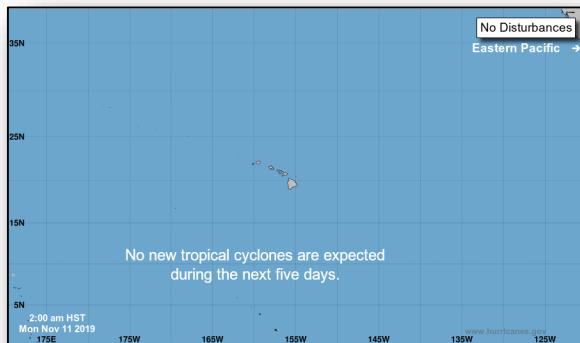 No Disturbances
Eastern Pacific →
35N
25N
15N
No new tropical cyclones are expected
during the next five days.
5N
2:00 am HST
Mon Nov 11 2019
www.hurricanes.gov
175E 175W 165W 155W 145W 135W 125W